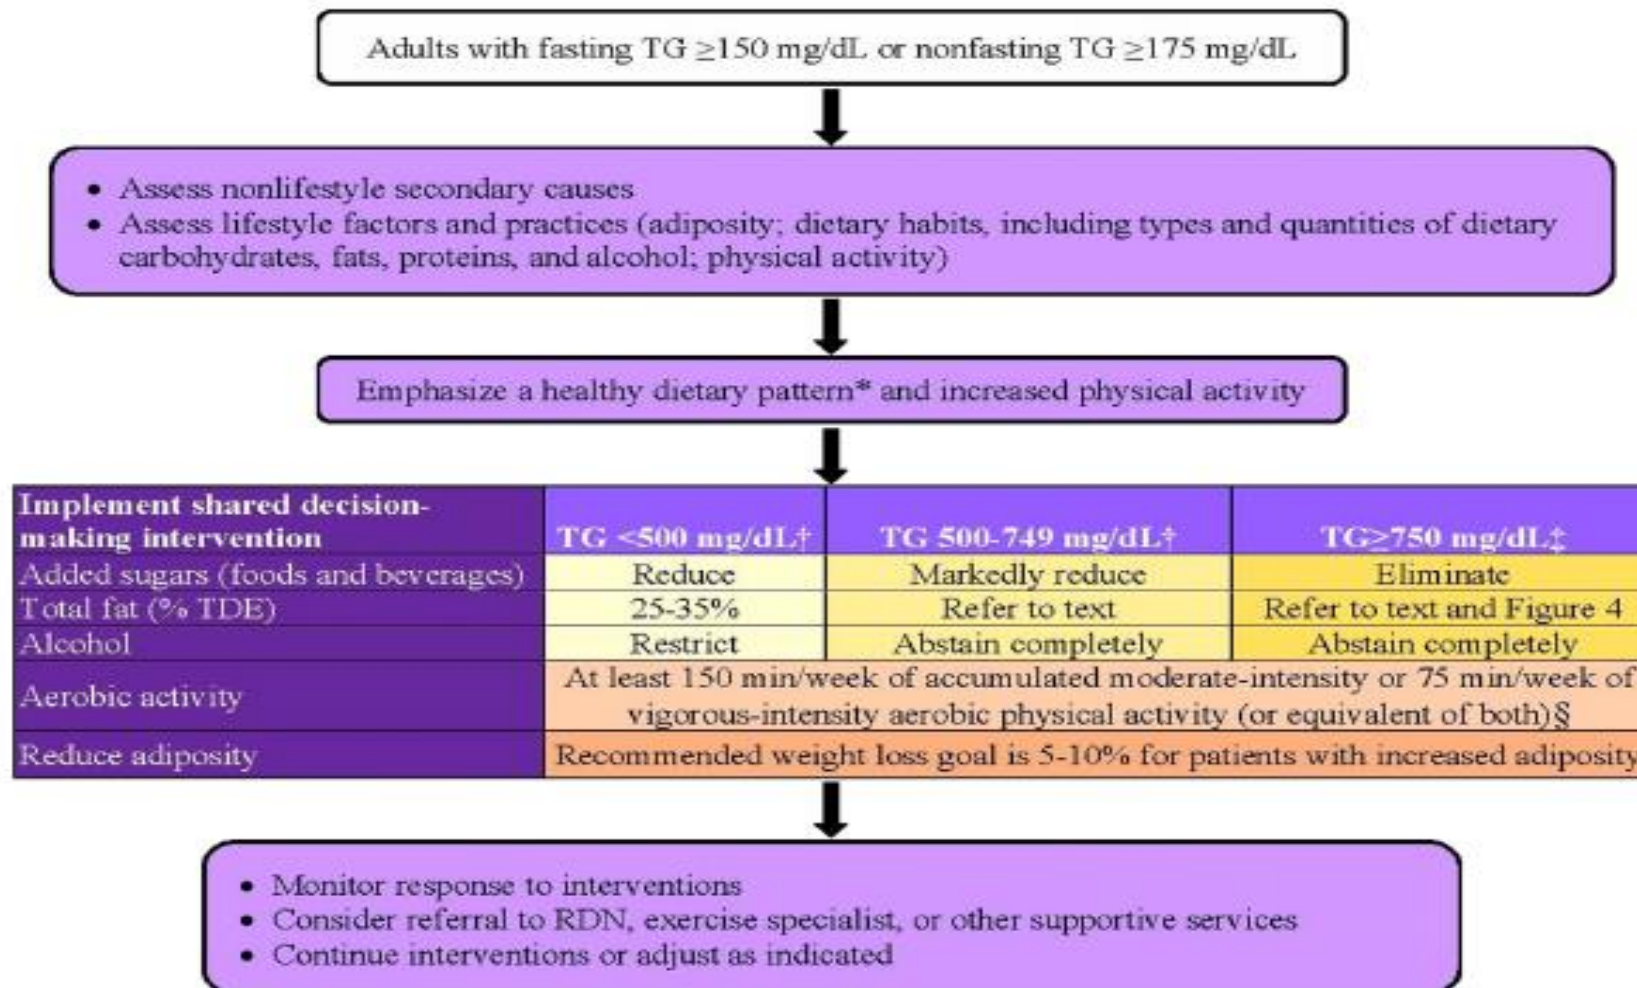 Adults with fasting TG ≥150 mg/dL or nonfasting TG ≥175 mg/dL
• Assess nonlifestyle secondary causes
• Assess lifestyle factors and practices (adiposity; dietary habits, including types and quantities of dietary
carbohydrates, fats, proteins, and alcohol; physical activity)
Emphasize a healthy dietary pattern* and increased physical activity
Implement shared decision-
making intervention TG <500 mg/dL† TG 500-749 mg/dL† TG≥750 mg/dL‡
Added sugars (foods and beverages) Reduce Markedly reduce Eliminate
Total fat (% TDE) 25-35% Refer to text Refer to text and Figure 4
Alcohol Restrict Abstain completely Abstain completely
Aerobic activity At least 150 min/week of accumulated moderate-intensity or 75 min/week of
vigorous-intensity aerobic physical activity (or equivalent of both)§
Reduce adiposity Recommended weight loss goal is 5-10% for patients with increased adiposity
• Monitor response to interventions
• Consider referral to RDN, exercise specialist, or other supportive services
• Continue interventions or adjust as indicated